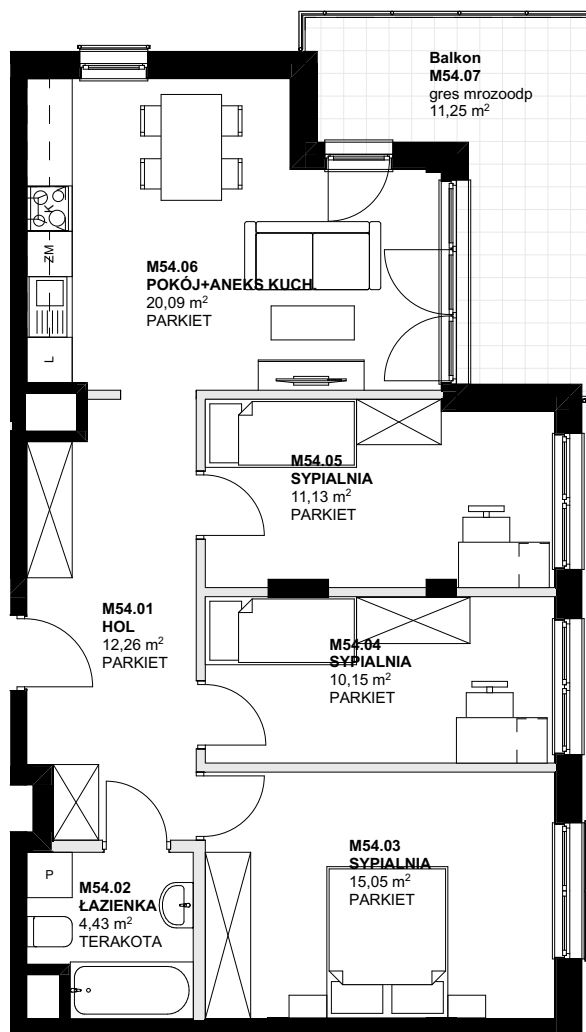 Balkon
M54.07
gres mrozoodp
11,25 m²
K
ZM
L
M54.06
POKÓJ+ANEKS KUCH.
20,09 m²
PARKIET
M54.05
SYPIALNIA
11,13 m²
PARKIET
M54.01
HOL
12,26 m²
PARKIET
M54.04
SYPIALNIA
10,15 m²
PARKIET
M54.03
SYPIALNIA
15,05 m²
PARKIET
P
M54.02
ŁAZIENKA
4,43 m²
TERAKOTA